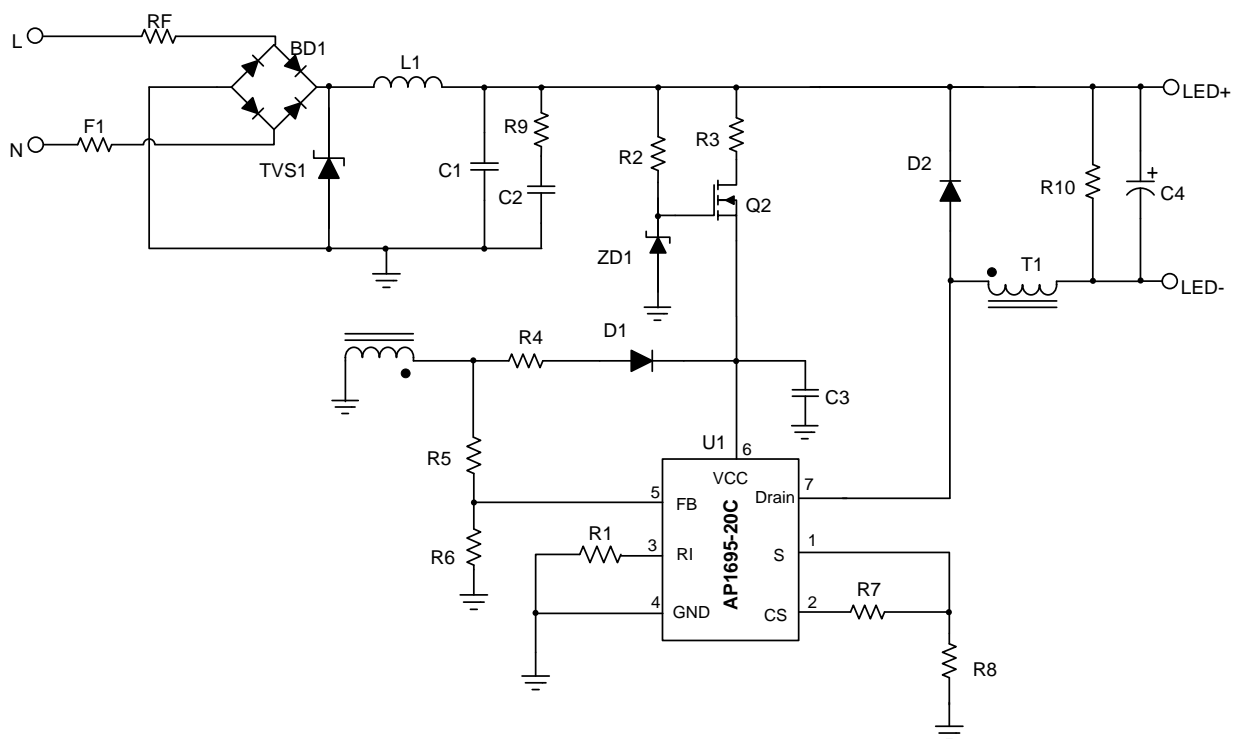 RF
L
BD1
L1
LED+
F1
N
R9
R3
R2
TVS1
C1
C2
D2
R10
+
C4
Q2
ZD1
T1
LED-
D1
R4
C3
U1
6
VCC
R5
5
FB
Drain
7
R1
3
RI
S
1
R6
AP1695-20C
4
GND
CS
2
R7
R8